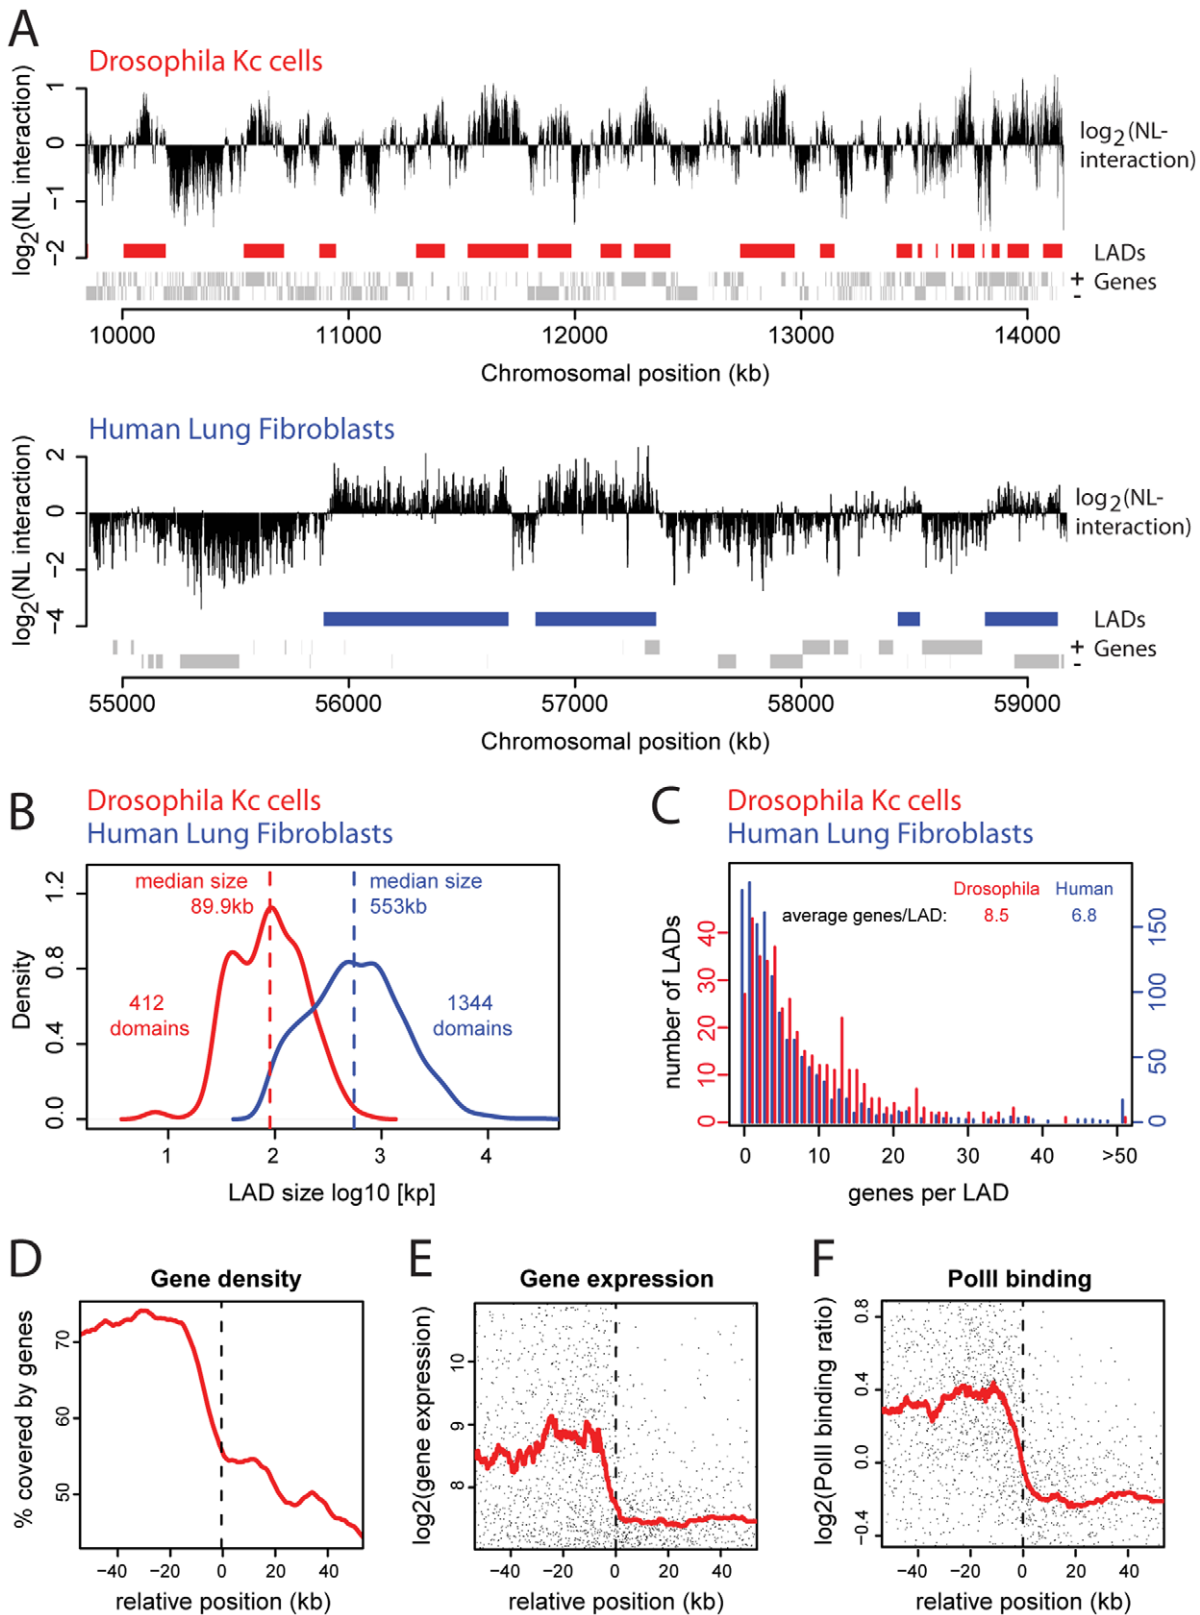 A
Drosophila Kc cells
log2(NL interaction)
1
0
−1
−2
log2(NL-
interaction)
LADs
+ Genes
-
10000 11000 12000 13000 14000
Chromosomal position (kb)
Human Lung Fibroblasts
log2(NL interaction)
2
0
−2
−4
log2(NL-
interaction)
LADs
+ Genes
-
55000 56000 57000 58000 59000
Chromosomal position (kb)
B
Drosophila Kc cells
Human Lung Fibroblasts
Density
0.0 0.4 0.8 1.2
median size
89.9kb
median size
553kb
412
domains
1344
domains
1 2 3 4
LAD size log10 [kp]
C
Drosophila Kc cells
Human Lung Fibroblasts
number of LADs
0 10 20 30 40
Drosophila Human
average genes/LAD: 8.5 6.8
0 50 100 150
0 10 20 30 40 >50
genes per LAD
D
Gene density
% covered by genes
50 60 70
−40 −20 0 20 40
relative position (kb)
E
Gene expression
log2(gene expression)
8 9 10
−40 −20 0 20 40
relative position (kb)
F
PolII binding
log2(PolII binding ratio)
−0.4 0.0 0.4 0.8
−40 −20 0 20 40
relative position (kb)